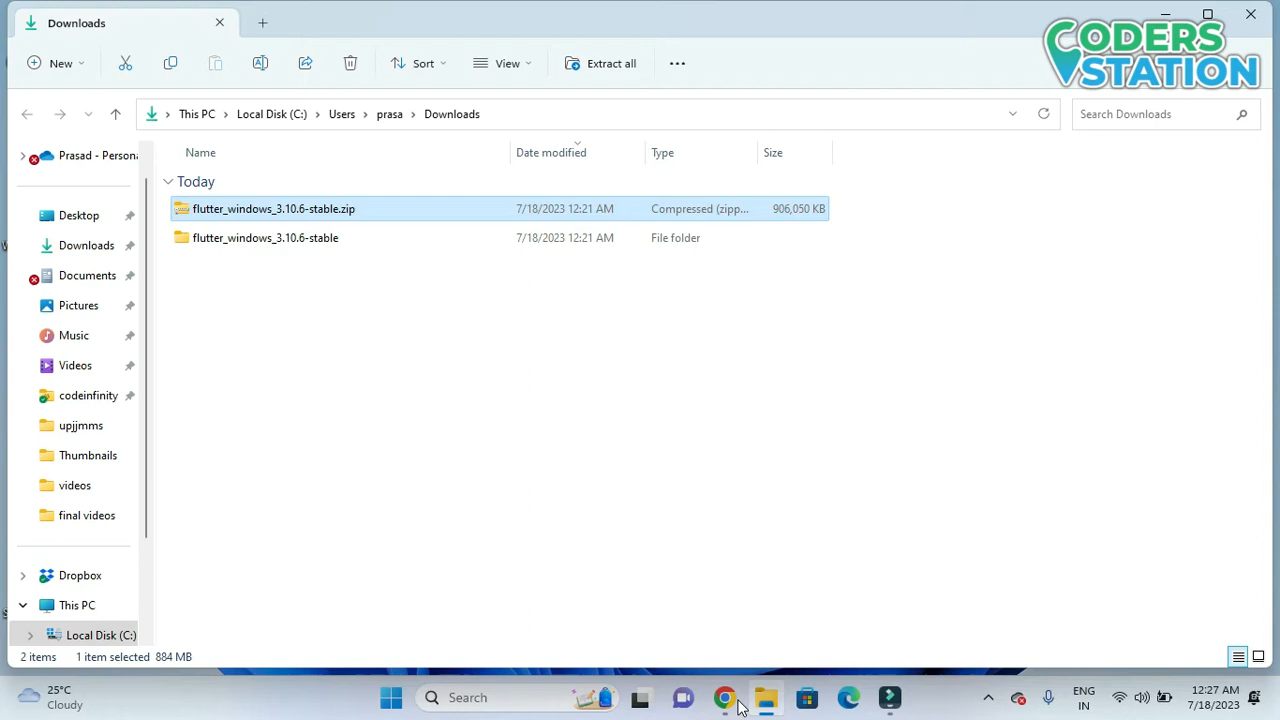 Downloads
CODERS
STATION
New
Sort
View
Extract all
This PC
Local Disk (C:)
Users
prasa
Downloads
Search Downloads
Name
Date modified
Type
Size
Today
flutter_windows_3.10.6-stable.zip 7/18/2023 12:21 AM Compressed (zipp... 906,050 KB
flutter_windows_3.10.6-stable 7/18/2023 12:21 AM File folder
Prasad - Persona
Desktop
Downloads
Documents
Pictures
Music
Videos
codeinfinity
upjjmms
Thumbnails
videos
final videos
Dropbox
This PC
Local Disk (C:)
2 items 1 item selected 884 MB
25°C
Cloudy
Search
ENG
IN
12:27 AM
7/18/2023